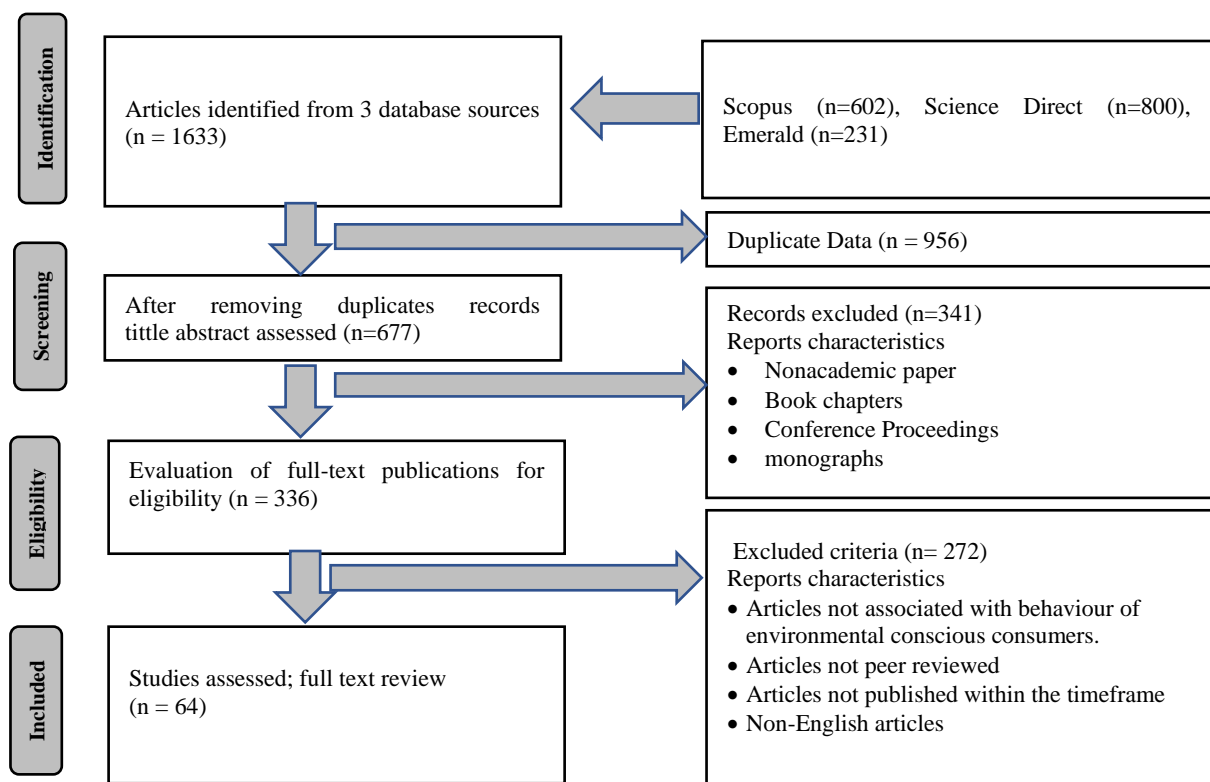 Identification
Articles identified from 3 database sources
(n = 1633)
Scopus (n=602), Science Direct (n=800),
Emerald (n=231)
Duplicate Data (n = 956)
Screening
After removing duplicates records
tittle abstract assessed (n=677)
Records excluded (n=341)
Reports characteristics
• Nonacademic paper
• Book chapters
• Conference Proceedings
• monographs
Eligibility
Evaluation of full-text publications for
eligibility (n = 336)
Excluded criteria (n= 272)
Reports characteristics
• Articles not associated with behaviour of
environmental conscious consumers.
• Articles not peer reviewed
• Articles not published within the timeframe
• Non-English articles
Included
Studies assessed; full text review
(n = 64)